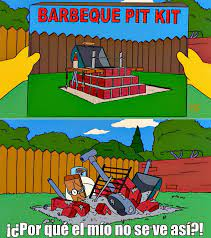 BARBEQUE PIT KIT
¡¿Por qué el mío no se ve así?!